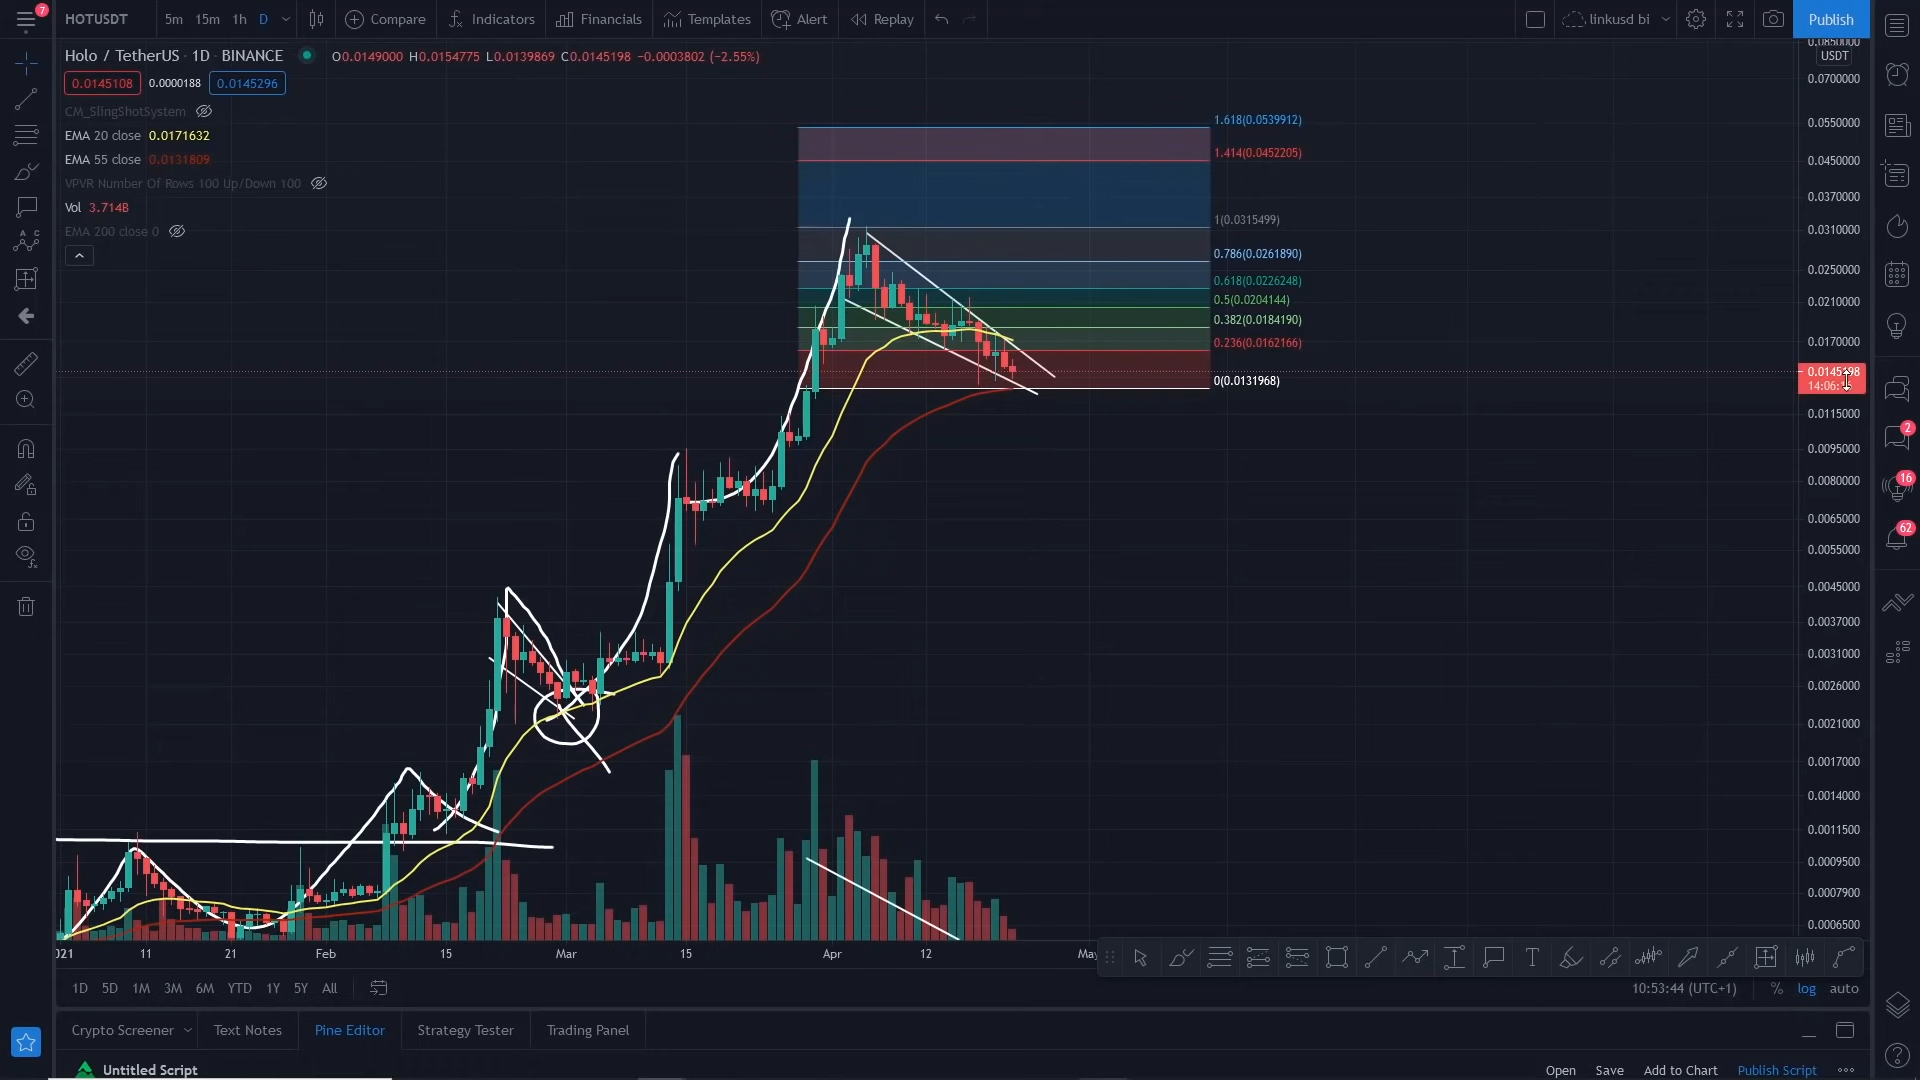 7
HOTUSDT
5m 15m 1h D
Compare
Indicators
Financials
Templates
Alert
Replay
linkusd bi
Publish
Holo / TetherUS · 1D · BINANCE
O0.0149000 H0.0154775 L0.0139869 C0.0145198 −0.0003802 (−2.55%)
0.0145108 0.0000188 0.0145296
CM_SlingShotSystem
EMA 20 close 0.0171632
EMA 55 close 0.0131809
VPVR Number Of Rows 100 Up/Down 100
Vol 3.714B
EMA 200 close 0
1.618(0.0539912)
1.414(0.0452205)
1(0.0315499)
0.786(0.0261890)
0.618(0.0226248)
0.5(0.0204144)
0.382(0.0184190)
0.236(0.0162166)
0(0.0131968)
0.0850000
USDT
0.0700000
0.0550000
0.0450000
0.0370000
0.0310000
0.0250000
0.0210000
0.0170000
0.0145198
0.0115000
0.0095000
0.0080000
0.0065000
0.0055000
0.0045000
0.0037000
0.0031000
0.0026000
0.0021000
0.0017000
0.0014000
0.0011500
0.0009500
0.0007900
0.0006500
2
16
62
11 21 Feb 15 Mar 15 Apr 12
1D 5D 1M 3M 6M YTD 1Y 5Y All
10:53:44 (UTC+1) % log auto
Crypto Screener
Text Notes
Pine Editor
Strategy Tester
Trading Panel
Untitled Script
Open Save Add to Chart Publish Script